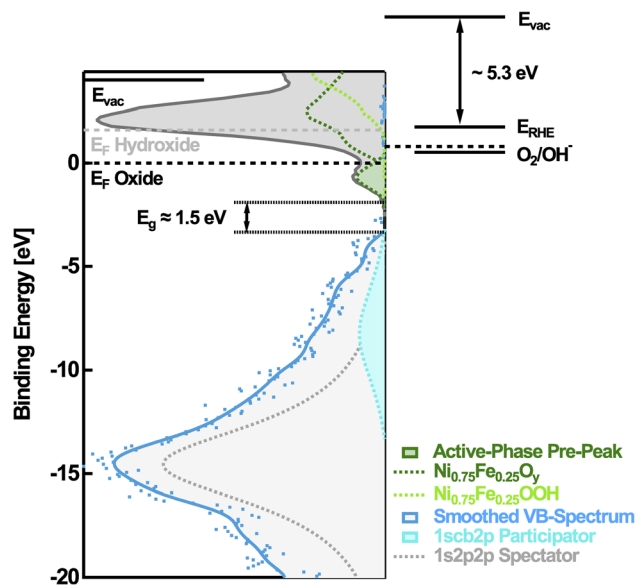 E_vac
~ 5.3 eV
E_vac
E_RHE
E_F Hydroxide
O₂/OH⁻
0
E_F Oxide
E_g ≈ 1.5 eV
-5
Binding Energy [eV]
-10
-15
-20
Active-Phase Pre-Peak
Ni₀.₇₅Fe₀.₂₅O_y
Ni₀.₇₅Fe₀.₂₅OOH
Smoothed VB-Spectrum
1scb2p Participator
1s2p2p Spectator